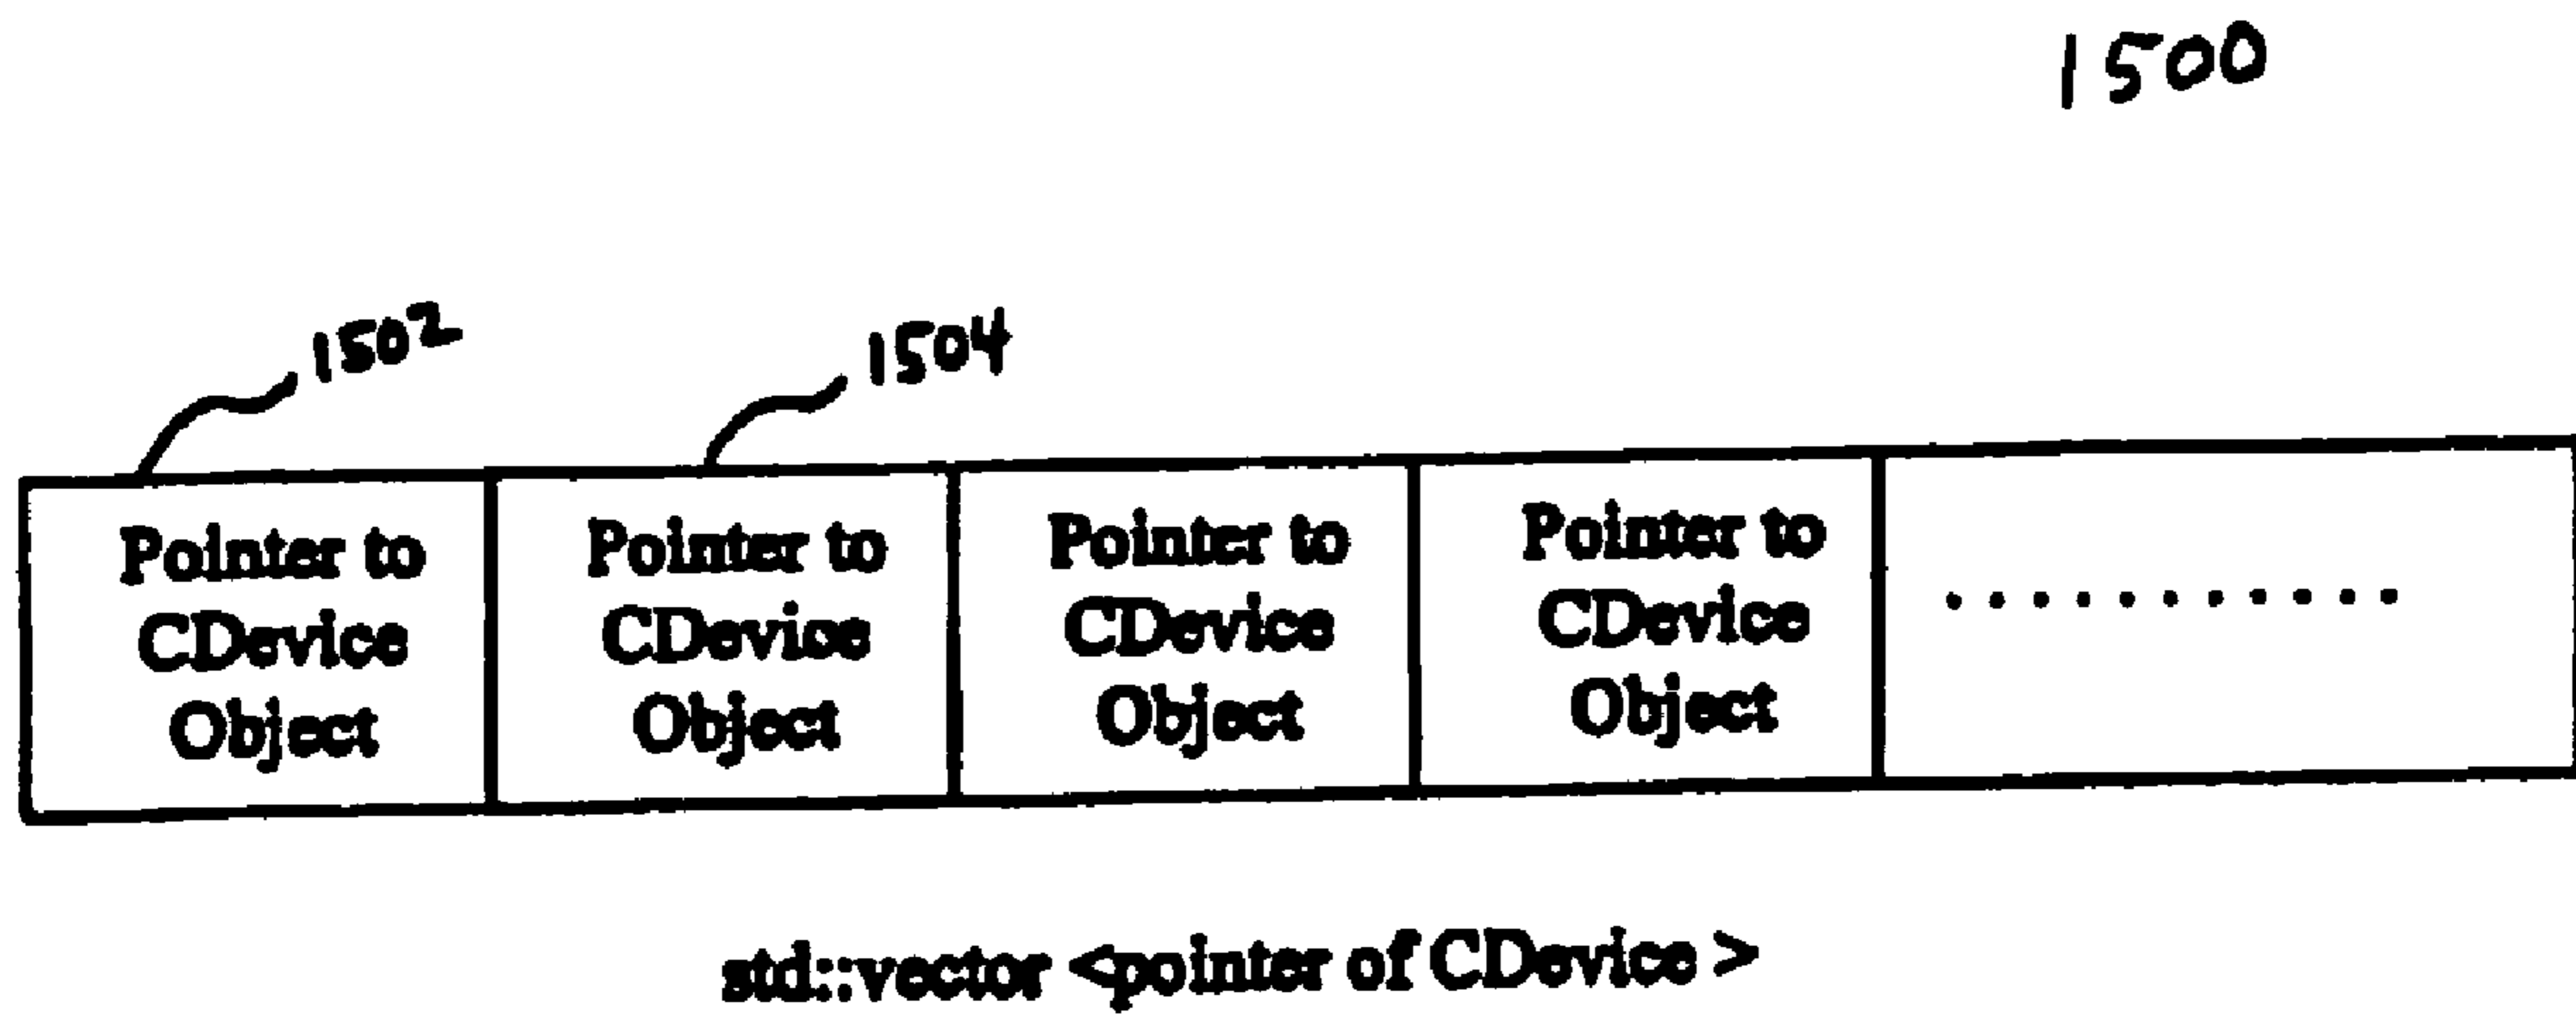 1500
1502
1504
Pointer to
CDevice
Object
Pointer to
CDevice
Object
Pointer to
CDevice
Object
Pointer to
CDevice
Object
...........
std::vector <pointer of CDevice >